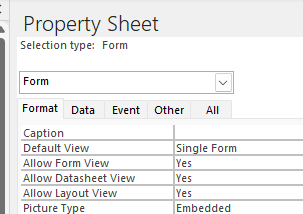 Property Sheet
Selection type: Form
Form
Format Data Event Other All
Caption
Default View Single Form
Allow Form View Yes
Allow Datasheet View Yes
Allow Layout View Yes
Picture Type Embedded